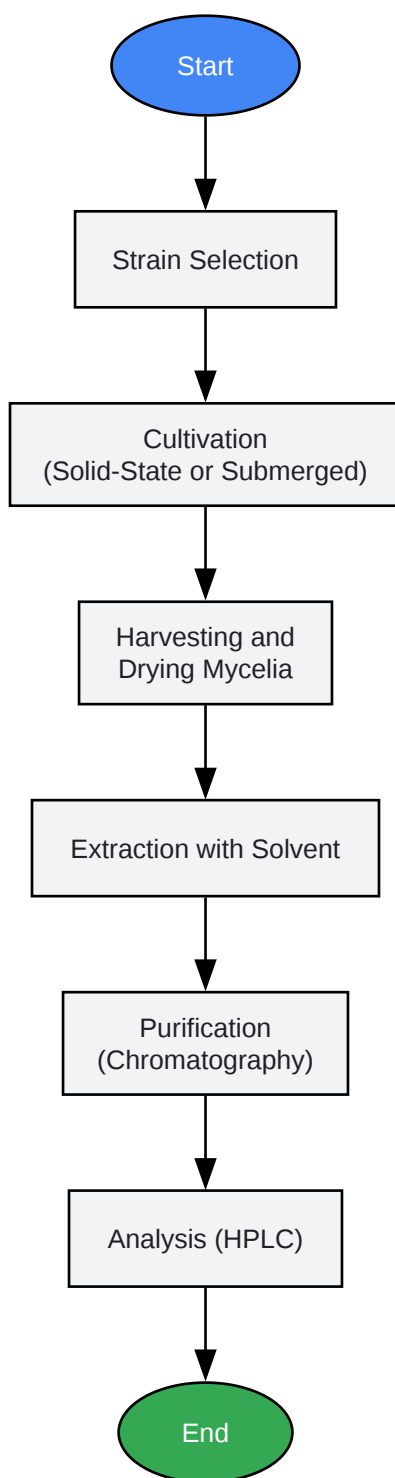 Start
Strain Selection
Cultivation
(Solid-State or Submerged)
Harvesting and
Drying Mycelia
Extraction with Solvent
Purification
(Chromatography)
Analysis (HPLC)
End